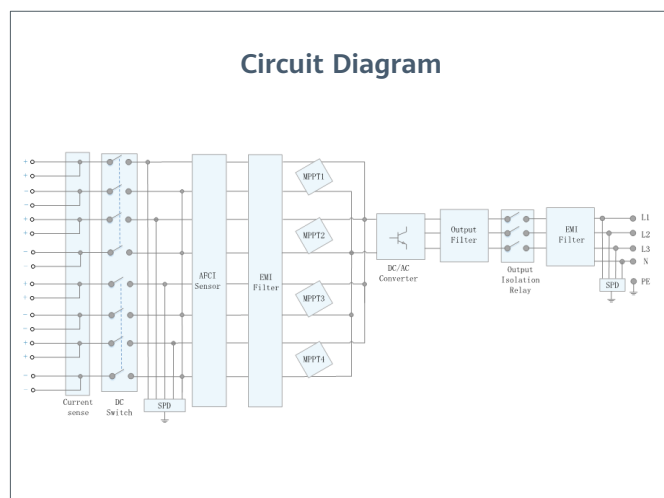 Circuit Diagram
+
+
-
-
+
+
-
-
+
+
-
-
+
+
-
-
Current
sense
DC
Switch
SPD
AFCI
Sensor
EMI
Filter
MPPT1
MPPT2
MPPT3
MPPT4
DC/AC
Converter
Output
Filter
Output
Isolation
Relay
EMI
Filter
SPD
L1
L2
L3
N
PE